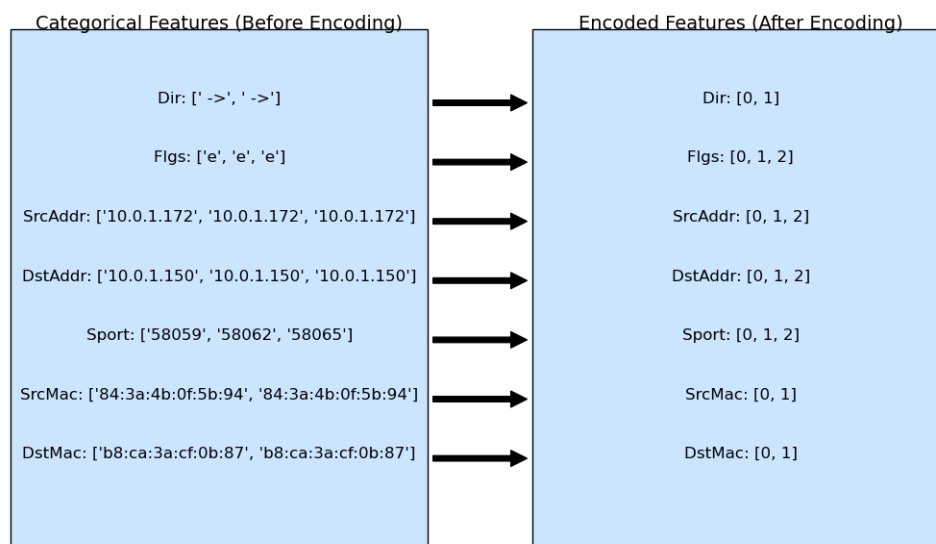 Categorical Features (Before Encoding)
Dir: [' ->', ' ->']
Flgs: ['e', 'e', 'e']
SrcAddr: ['10.0.1.172', '10.0.1.172', '10.0.1.172']
DstAddr: ['10.0.1.150', '10.0.1.150', '10.0.1.150']
Sport: ['58059', '58062', '58065']
SrcMac: ['84:3a:4b:0f:5b:94', '84:3a:4b:0f:5b:94']
DstMac: ['b8:ca:3a:cf:0b:87', 'b8:ca:3a:cf:0b:87']
Encoded Features (After Encoding)
Dir: [0, 1]
Flgs: [0, 1, 2]
SrcAddr: [0, 1, 2]
DstAddr: [0, 1, 2]
Sport: [0, 1, 2]
SrcMac: [0, 1]
DstMac: [0, 1]